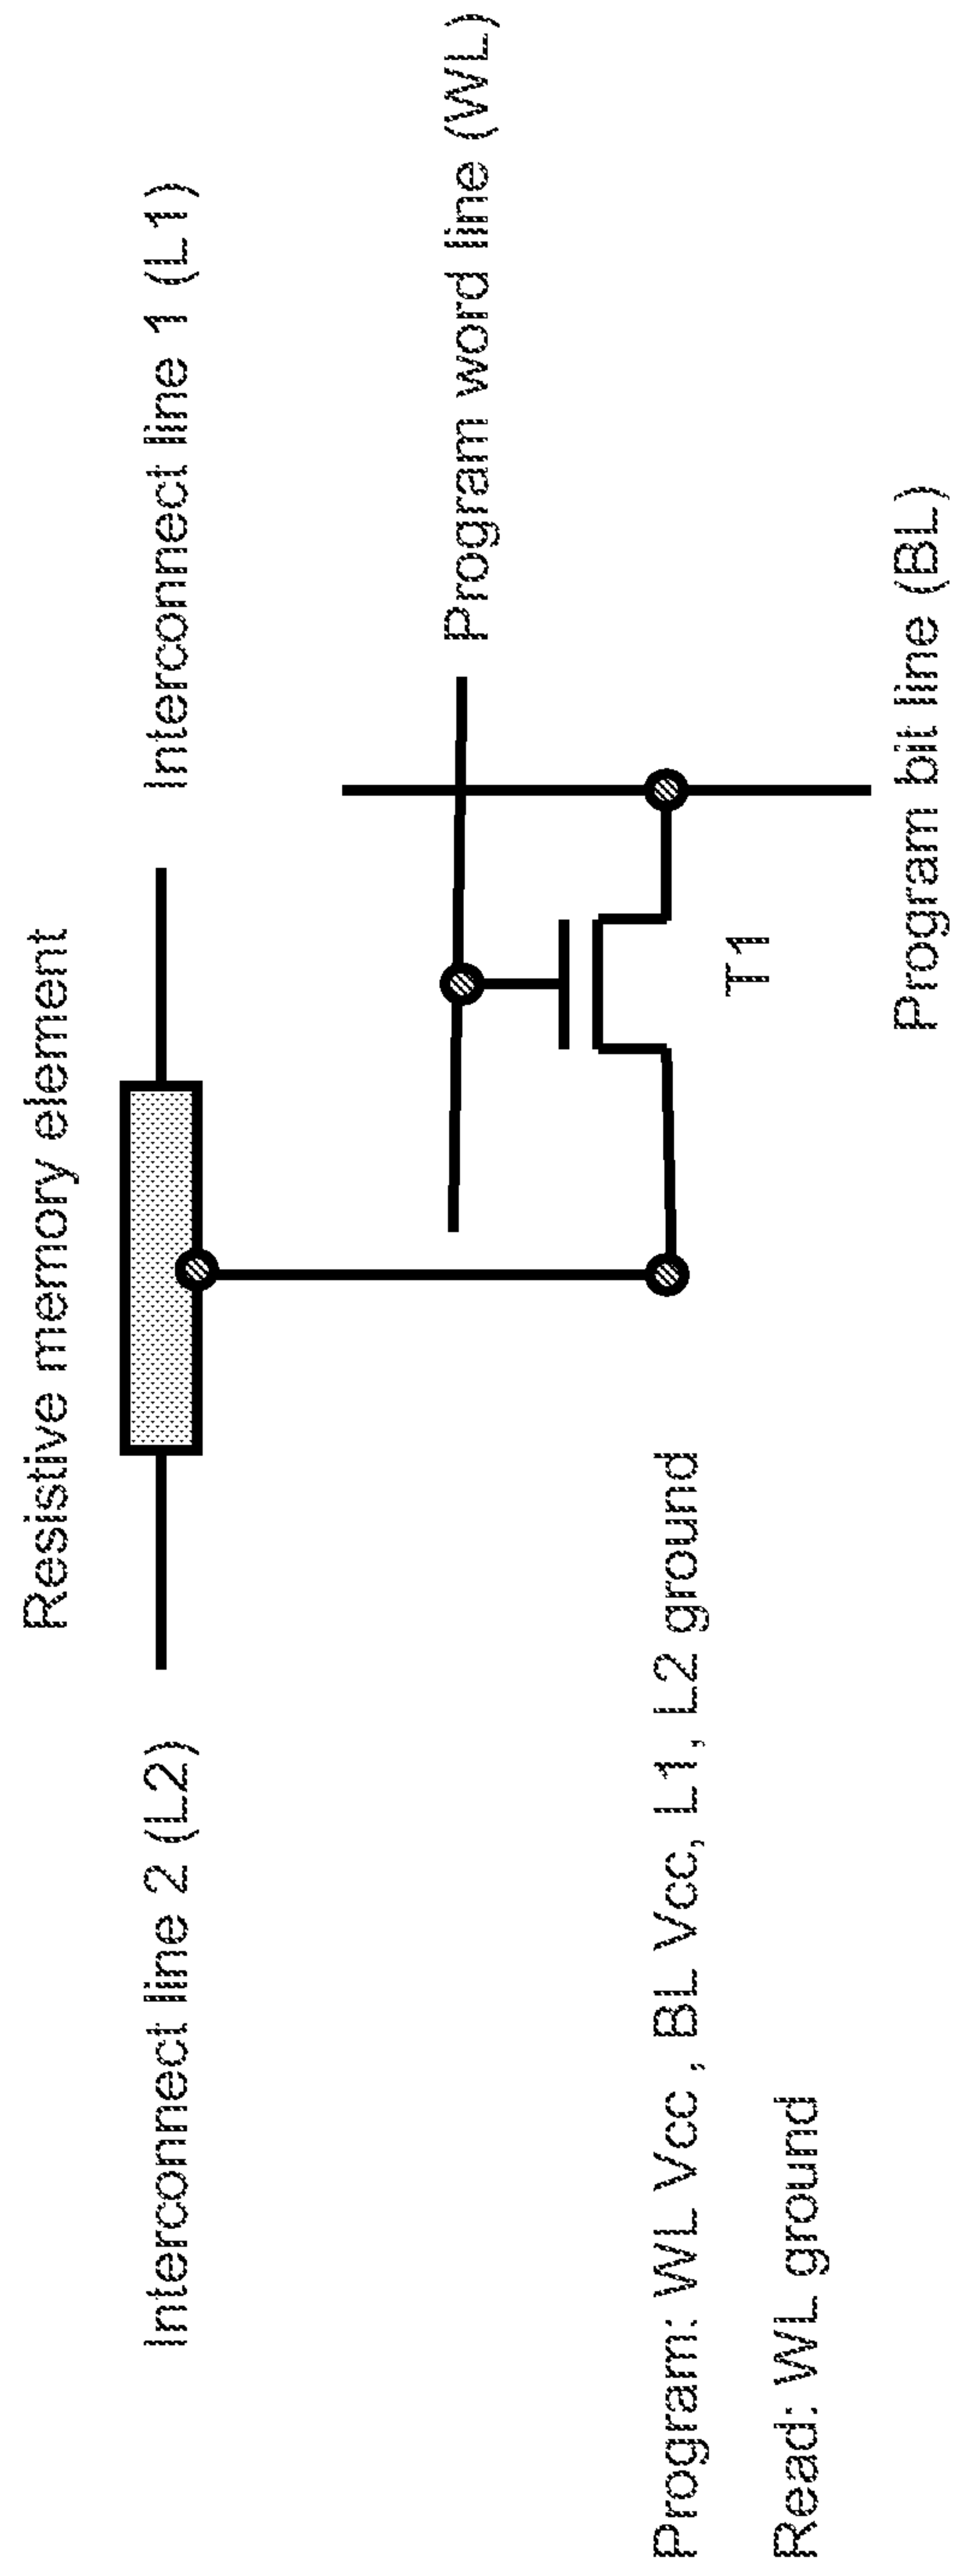 Resistive memory element
Interconnect line 2 (L2)
Interconnect line 1 (L1)
Program word line (WL)
T1
Program: WL Vcc , BL Vcc, L1, L2 ground
Read: WL ground
Program bit line (BL)